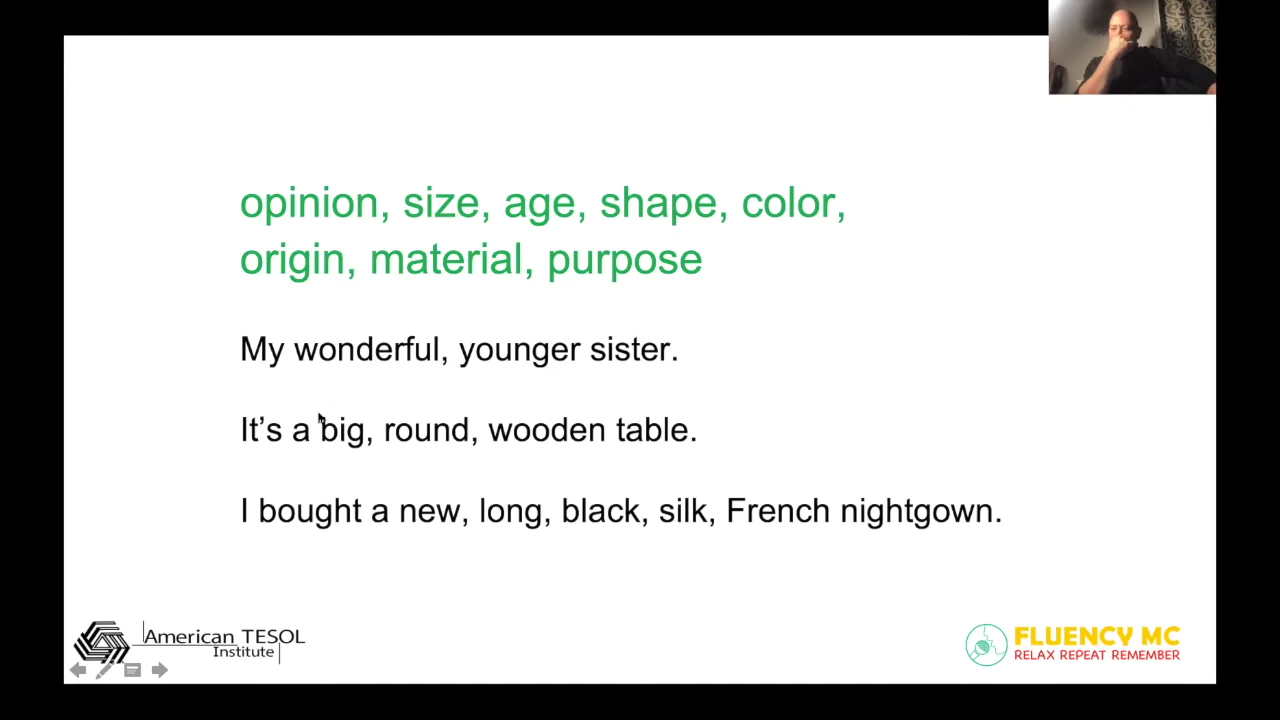 opinion, size, age, shape, color,
origin, material, purpose
My wonderful, younger sister.
It’s a big, round, wooden table.
I bought a new, long, black, silk, French nightgown.
American TESOL
Institute
FLUENCY MC
RELAX REPEAT REMEMBER